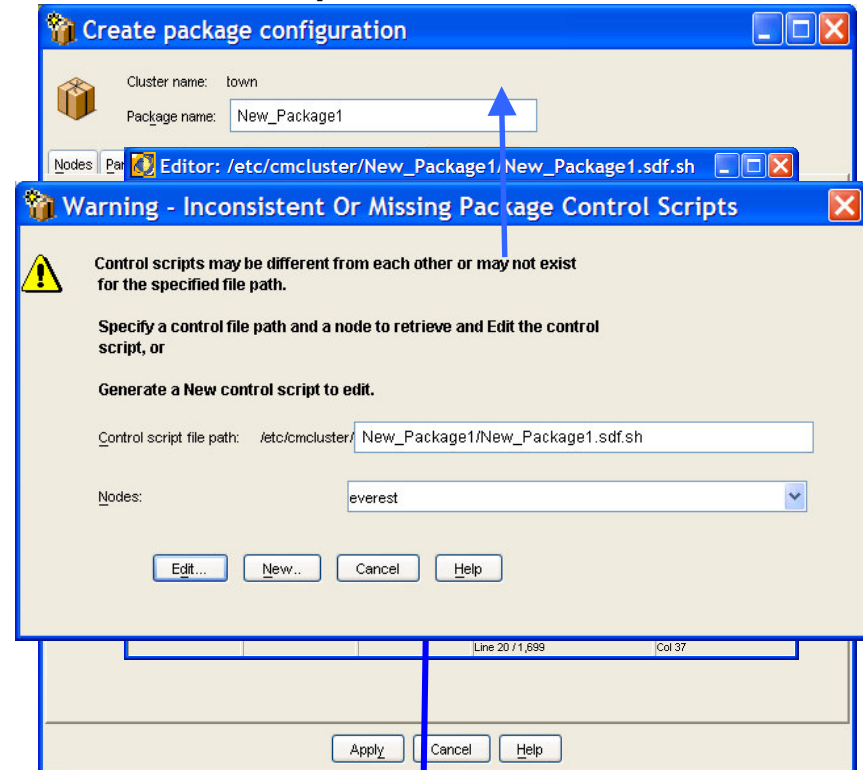 Create package configuration
Cluster name: town
Package name: New_Package1
Nodes Par
Editor: /etc/cmcluster/New_Package1/New_Package1.sdf.sh
Warning - Inconsistent Or Missing Package Control Scripts
Control scripts may be different from each other or may not exist
for the specified file path.
Specify a control file path and a node to retrieve and Edit the control
script, or
Generate a New control script to edit.
Control script file path: /etc/cmcluster/ New_Package1/New_Package1.sdf.sh
Nodes: everest
Edit... New.. Cancel Help
Line 20 / 1,699 Col 37
Apply Cancel Help